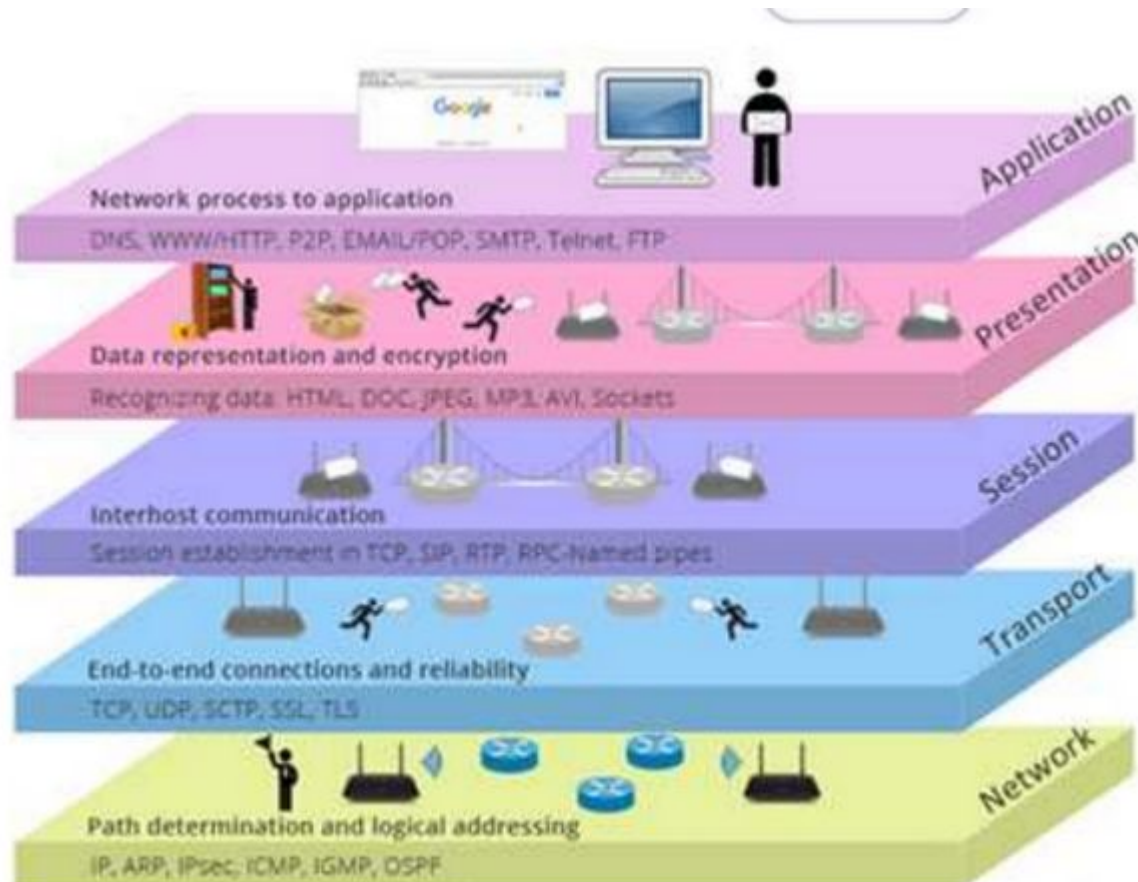 Google
Application
Network process to application
DNS, WWW/HTTP, P2P, EMAIL/POP, SMTP, Telnet, FTP
Presentation
Data representation and encryption
Recognizing data: HTML, DOC, JPEG, MP3, AVI, Sockets
Session
Interhost communication
Session establishment in TCP, SIP, RTP, RPC-Named pipes
Transport
End-to-end connections and reliability
TCP, UDP, SCTP, SSL, TLS
Network
Path determination and logical addressing
IP, ARP, IPsec, ICMP, IGMP, OSPF